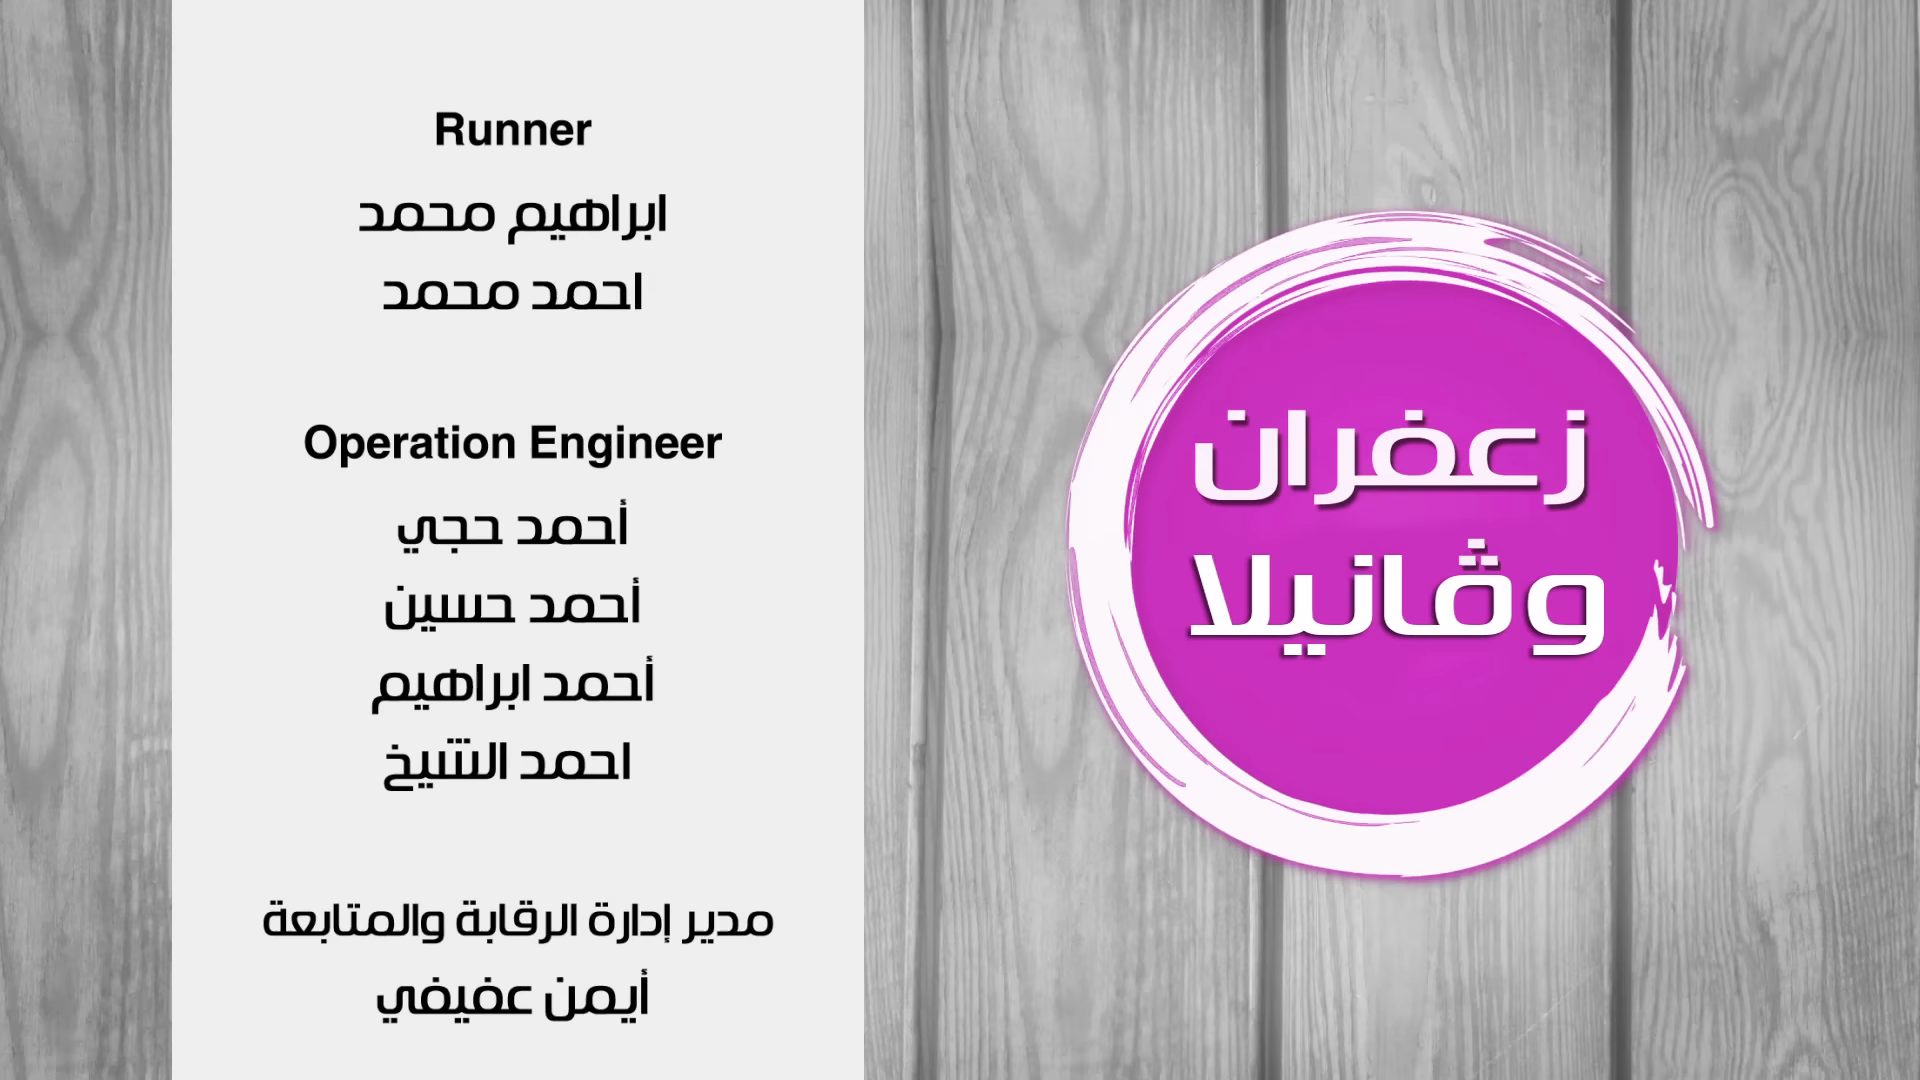 Runner
ابراهيم محمد
احمد محمد
Operation Engineer
أحمد حجي
أحمد حسين
أحمد ابراهيم
احمد الشيخ
مدير إدارة الرقابة والمتابعة
أيمن عفيفي
زعفران
وڤانيلا